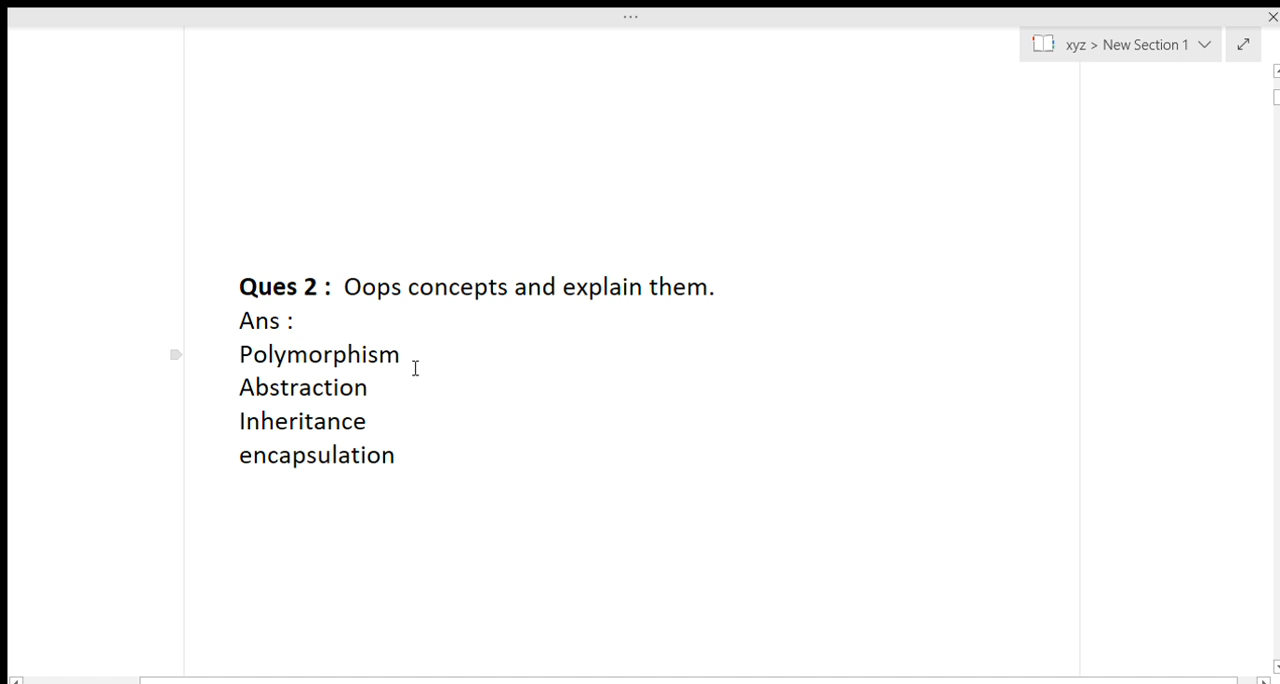 xyz > New Section 1
Ques 2 : Oops concepts and explain them.
Ans :
Polymorphism
Abstraction
Inheritance
encapsulation